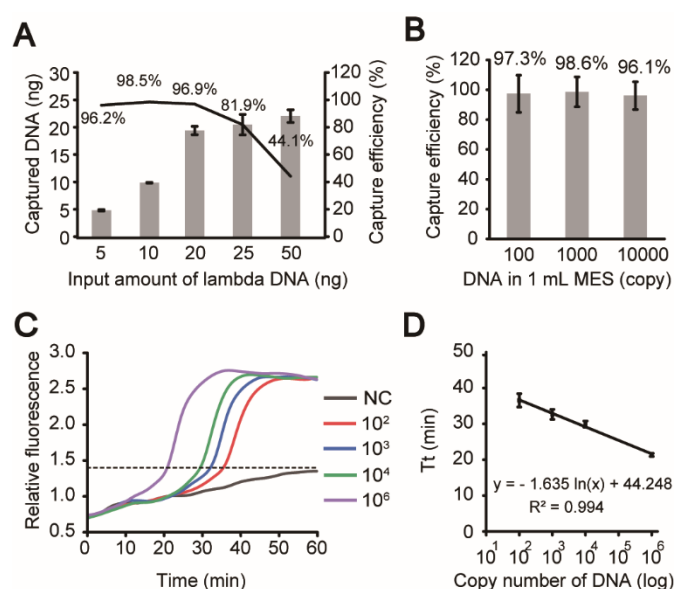 A
Captured DNA (ng)
30
25
20
15
10
5
0
98.5%
96.9%
96.2%
81.9%
44.1%
120
100
80
60
40
20
0
Capture efficiency (%)
5 10 20 25 50
Input amount of lambda DNA (ng)
B
Capture efficiency (%)
120
100
80
60
40
20
0
97.3% 98.6% 96.1%
100 1000 10000
DNA in 1 mL MES (copy)
C
Relative fluorescence
3.0
2.5
2.0
1.5
1.0
0.5
0 10 20 30 40 50 60
Time (min)
NC
10²
10³
10⁴
10⁶
D
Tt (min)
50
40
30
20
10
0
y = - 1.635 ln(x) + 44.248
R² = 0.994
10¹ 10² 10³ 10⁴ 10⁵ 10⁶
Copy number of DNA (log)